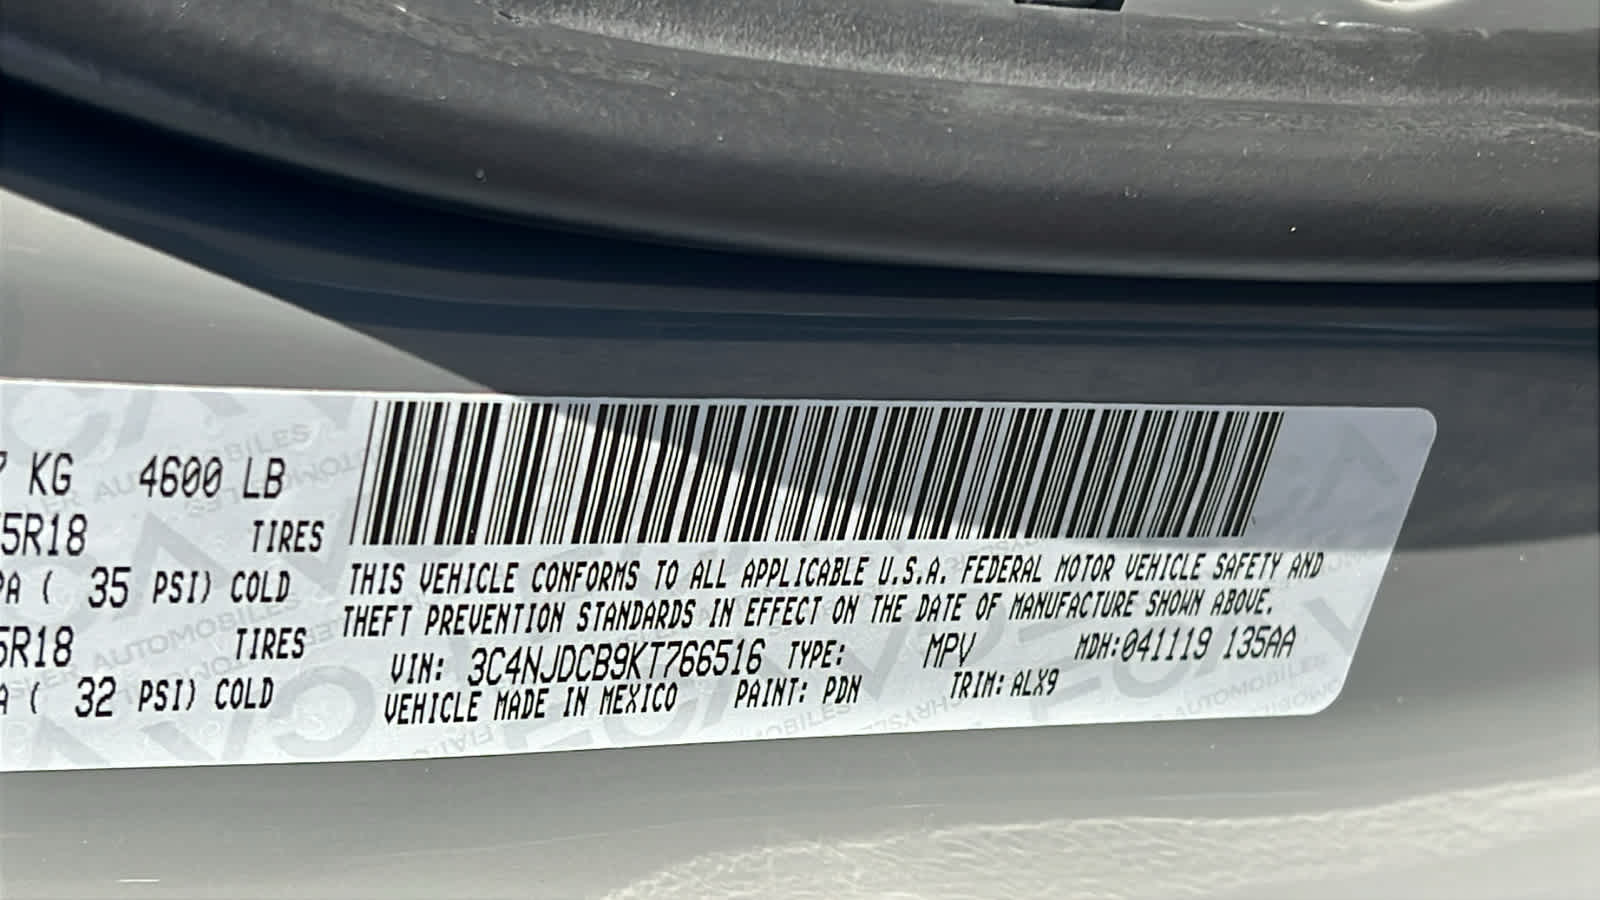 KG 4600 LB
5R18 TIRES
PA ( 35 PSI) COLD
5R18 TIRES
A ( 32 PSI) COLD
THIS VEHICLE CONFORMS TO ALL APPLICABLE U.S.A. FEDERAL MOTOR VEHICLE SAFETY AND
THEFT PREVENTION STANDARDS IN EFFECT ON THE DATE OF MANUFACTURE SHOWN ABOVE.
VIN: 3C4NJDCB9KT766516 TYPE: MPV MDH:041119 135AA
VEHICLE MADE IN MEXICO PAINT: PDN TRIM: ALX9